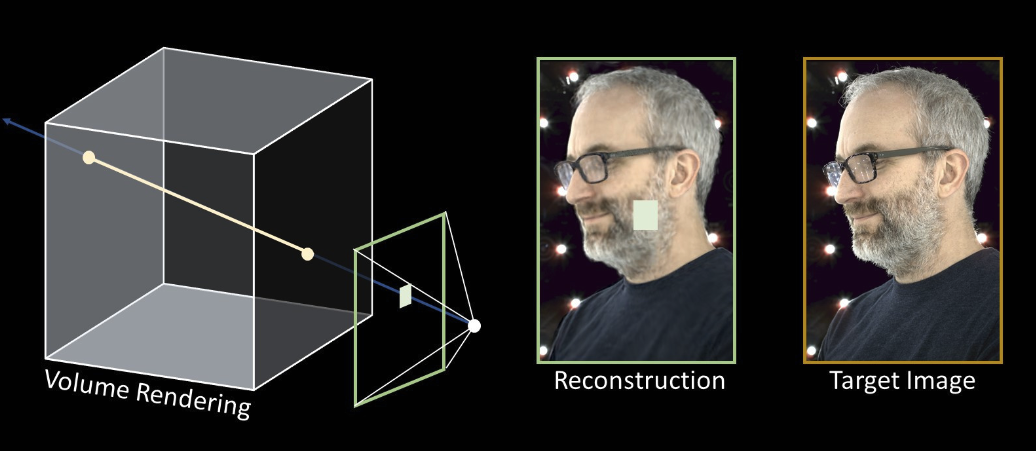 Volume Rendering
Reconstruction
Target Image